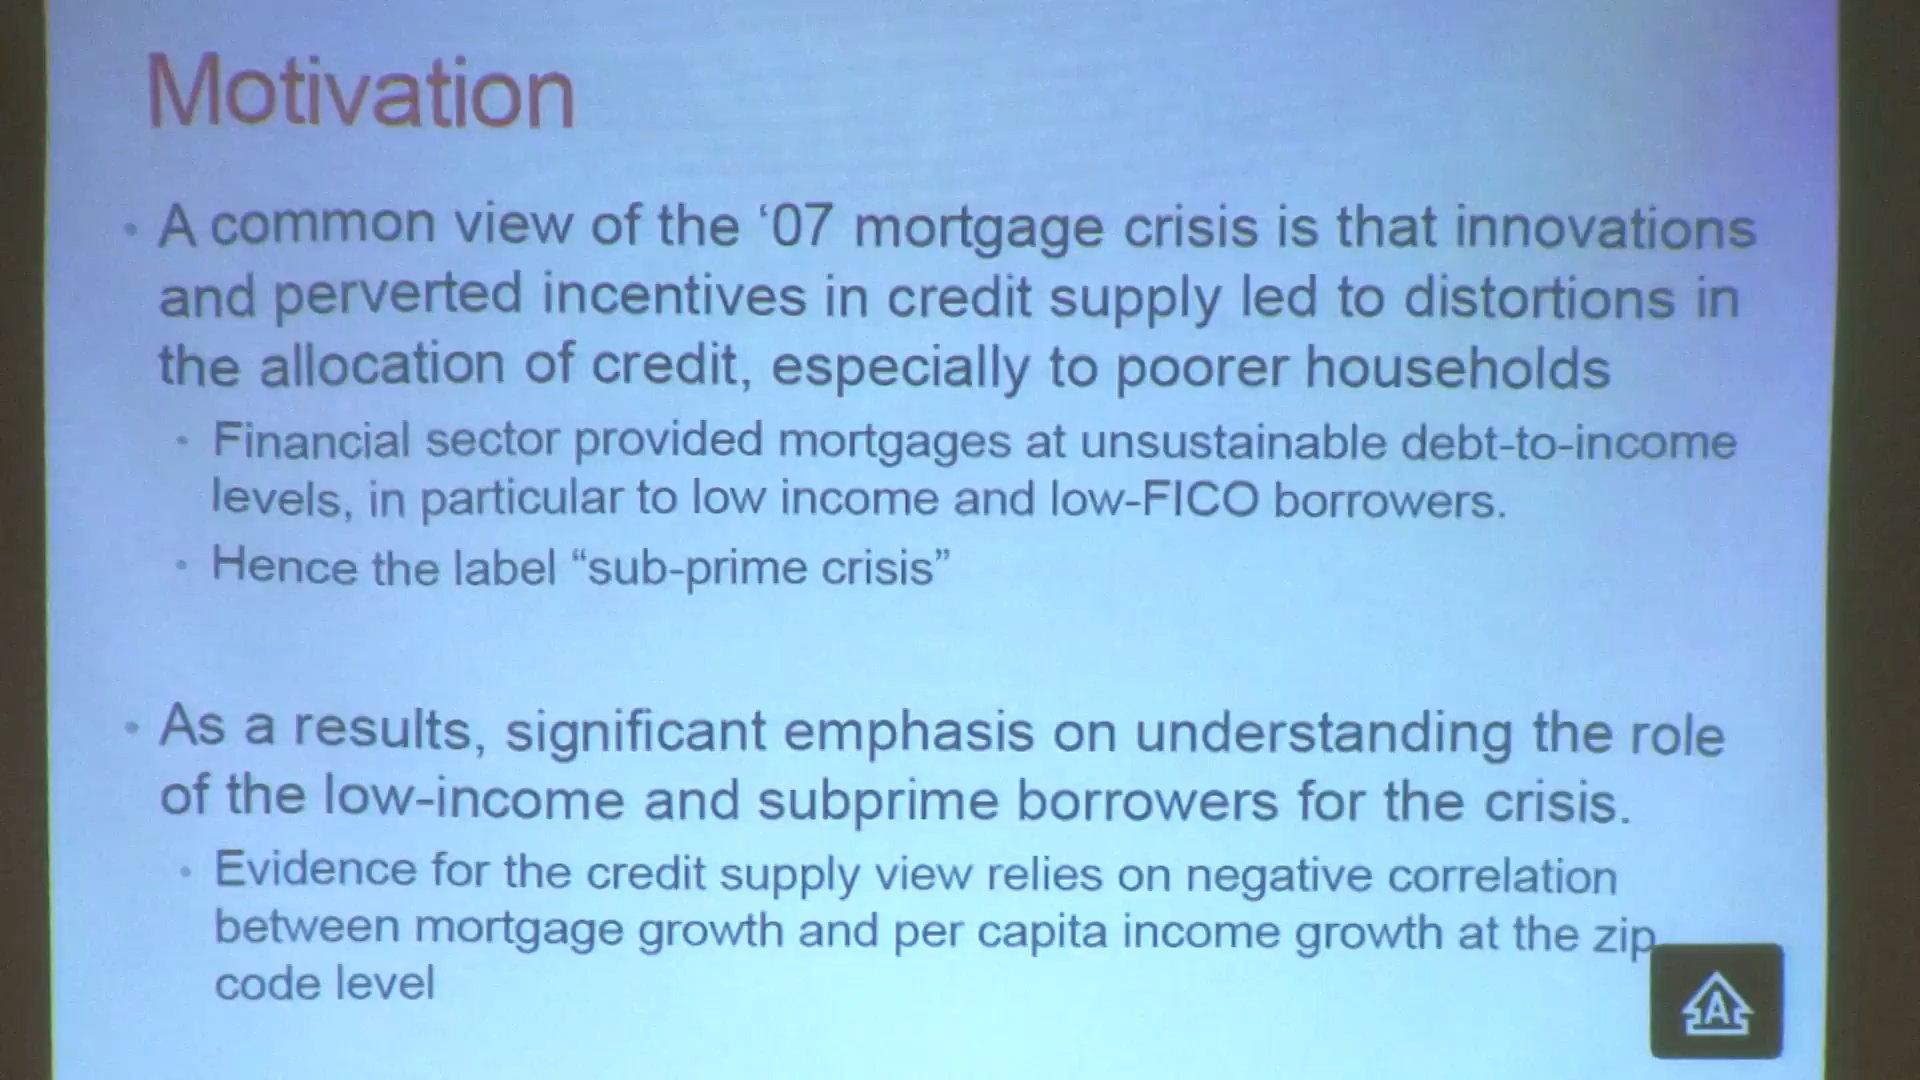 Motivation
• A common view of the ‘07 mortgage crisis is that innovations
and perverted incentives in credit supply led to distortions in
the allocation of credit, especially to poorer households
• Financial sector provided mortgages at unsustainable debt-to-income
levels, in particular to low income and low-FICO borrowers.
• Hence the label “sub-prime crisis”
• As a results, significant emphasis on understanding the role
of the low-income and subprime borrowers for the crisis.
• Evidence for the credit supply view relies on negative correlation
between mortgage growth and per capita income growth at the zip
code level
A